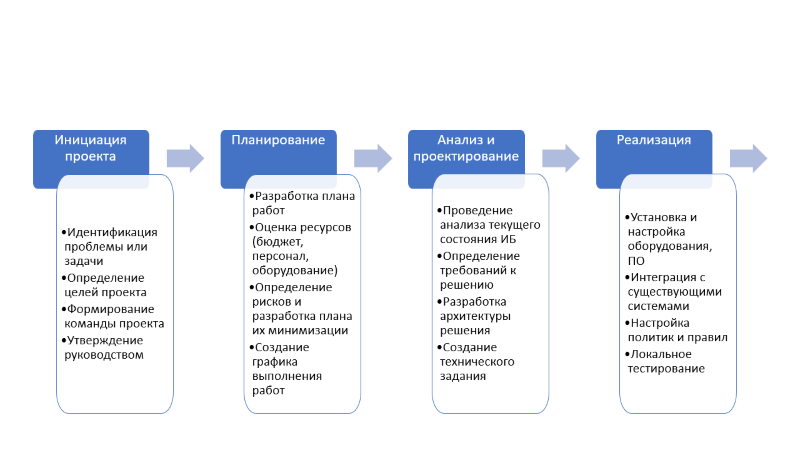 Инициация
проекта
•Идентификация
проблемы или
задачи
•Определение
целей проекта
•Формирование
команды проекта
•Утверждение
руководством
Планирование
•Разработка плана
работ
•Оценка ресурсов
(бюджет,
персонал,
оборудование)
•Определение
рисков и
разработка плана
их минимизации
•Создание
графика
выполнения
работ
Анализ и
проектирование
•Проведение
анализа текущего
состояния ИБ
•Определение
требований к
решению
•Разработка
архитектуры
решения
•Создание
технического
задания
Реализация
•Установка и
настройка
оборудования,
ПО
•Интеграция с
существующими
системами
•Настройка
политик и правил
•Локальное
тестирование